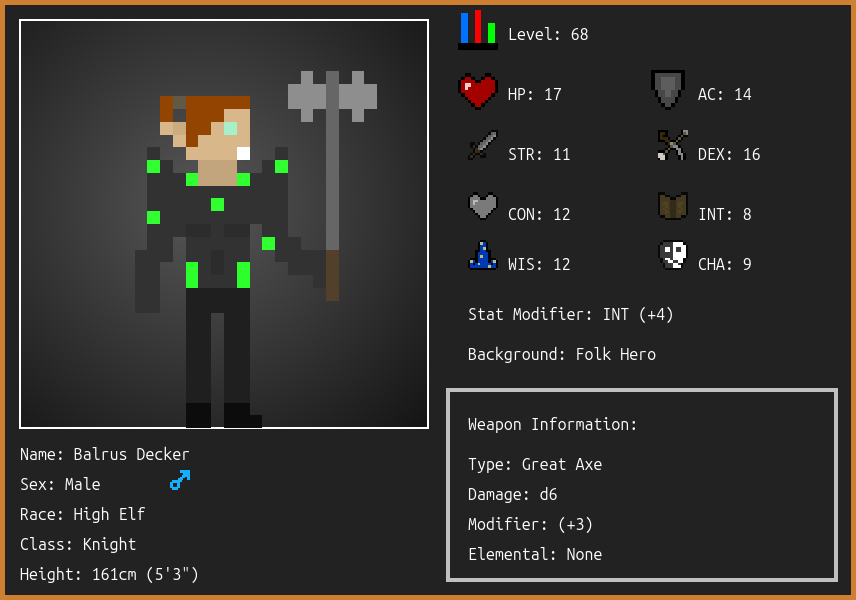 Level: 68
HP: 17
AC: 14
STR: 11
DEX: 16
CON: 12
INT: 8
WIS: 12
CHA: 9
Stat Modifier: INT (+4)
Background: Folk Hero
Weapon Information:
Type: Great Axe
Damage: d6
Modifier: (+3)
Elemental: None
Name: Balrus Decker
Sex: Male
Race: High Elf
Class: Knight
Height: 161cm (5'3")